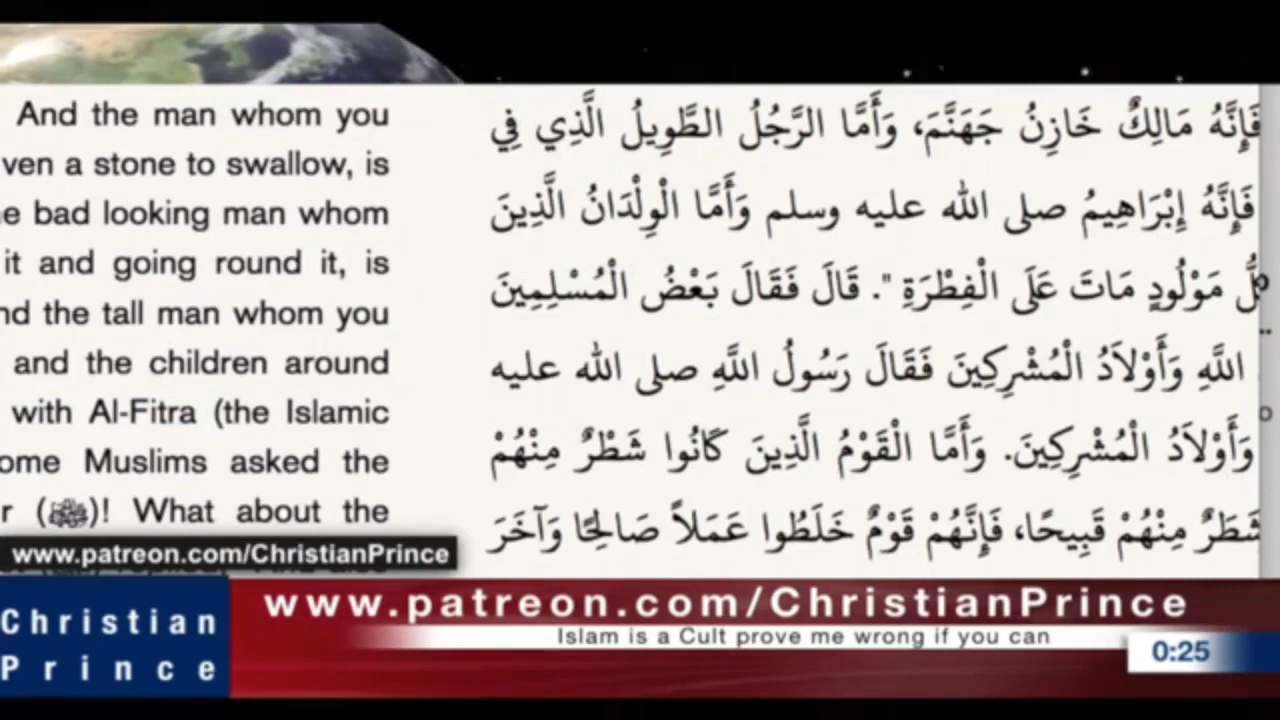 And the man whom you
ven a stone to swallow, is
e bad looking man whom
it and going round it, is
nd the tall man whom you
and the children around
with Al-Fitra (the Islamic
ome Muslims asked the
r (ﷺ)! What about the
فَإِنَّهُ مَالِكٌ خَازِنُ جَهَنَّمَ، وَأَمَّا الرَّجُلُ الطَّوِيلُ الَّذِي فِي
فَإِنَّهُ إِبْرَاهِيمُ صلى الله عليه وسلم وَأَمَّا الْوِلْدَانُ الَّذِينَ
كُلُّ مَوْلُودٍ مَاتَ عَلَى الْفِطْرَةِ ". قَالَ فَقَالَ بَعْضُ الْمُسْلِمِينَ
اللَّهِ وَأَوْلاَدُ الْمُشْرِكِينَ فَقَالَ رَسُولُ اللَّهِ صلى الله عليه
وَأَوْلاَدُ الْمُشْرِكِينَ. وَأَمَّا الْقَوْمُ الَّذِينَ كَانُوا شَطْرٌ مِنْهُمْ
شَطَرٌ مِنْهُمْ قَبِيحًا، فَإِنَّهُمْ قَوْمٌ خَلَطُوا عَمَلاً صَالِحًا وَآخَرَ
www.patreon.com/ChristianPrince
Christian
Prince
www.patreon.com/ChristianPrince
Islam is a Cult prove me wrong if you can
0:25